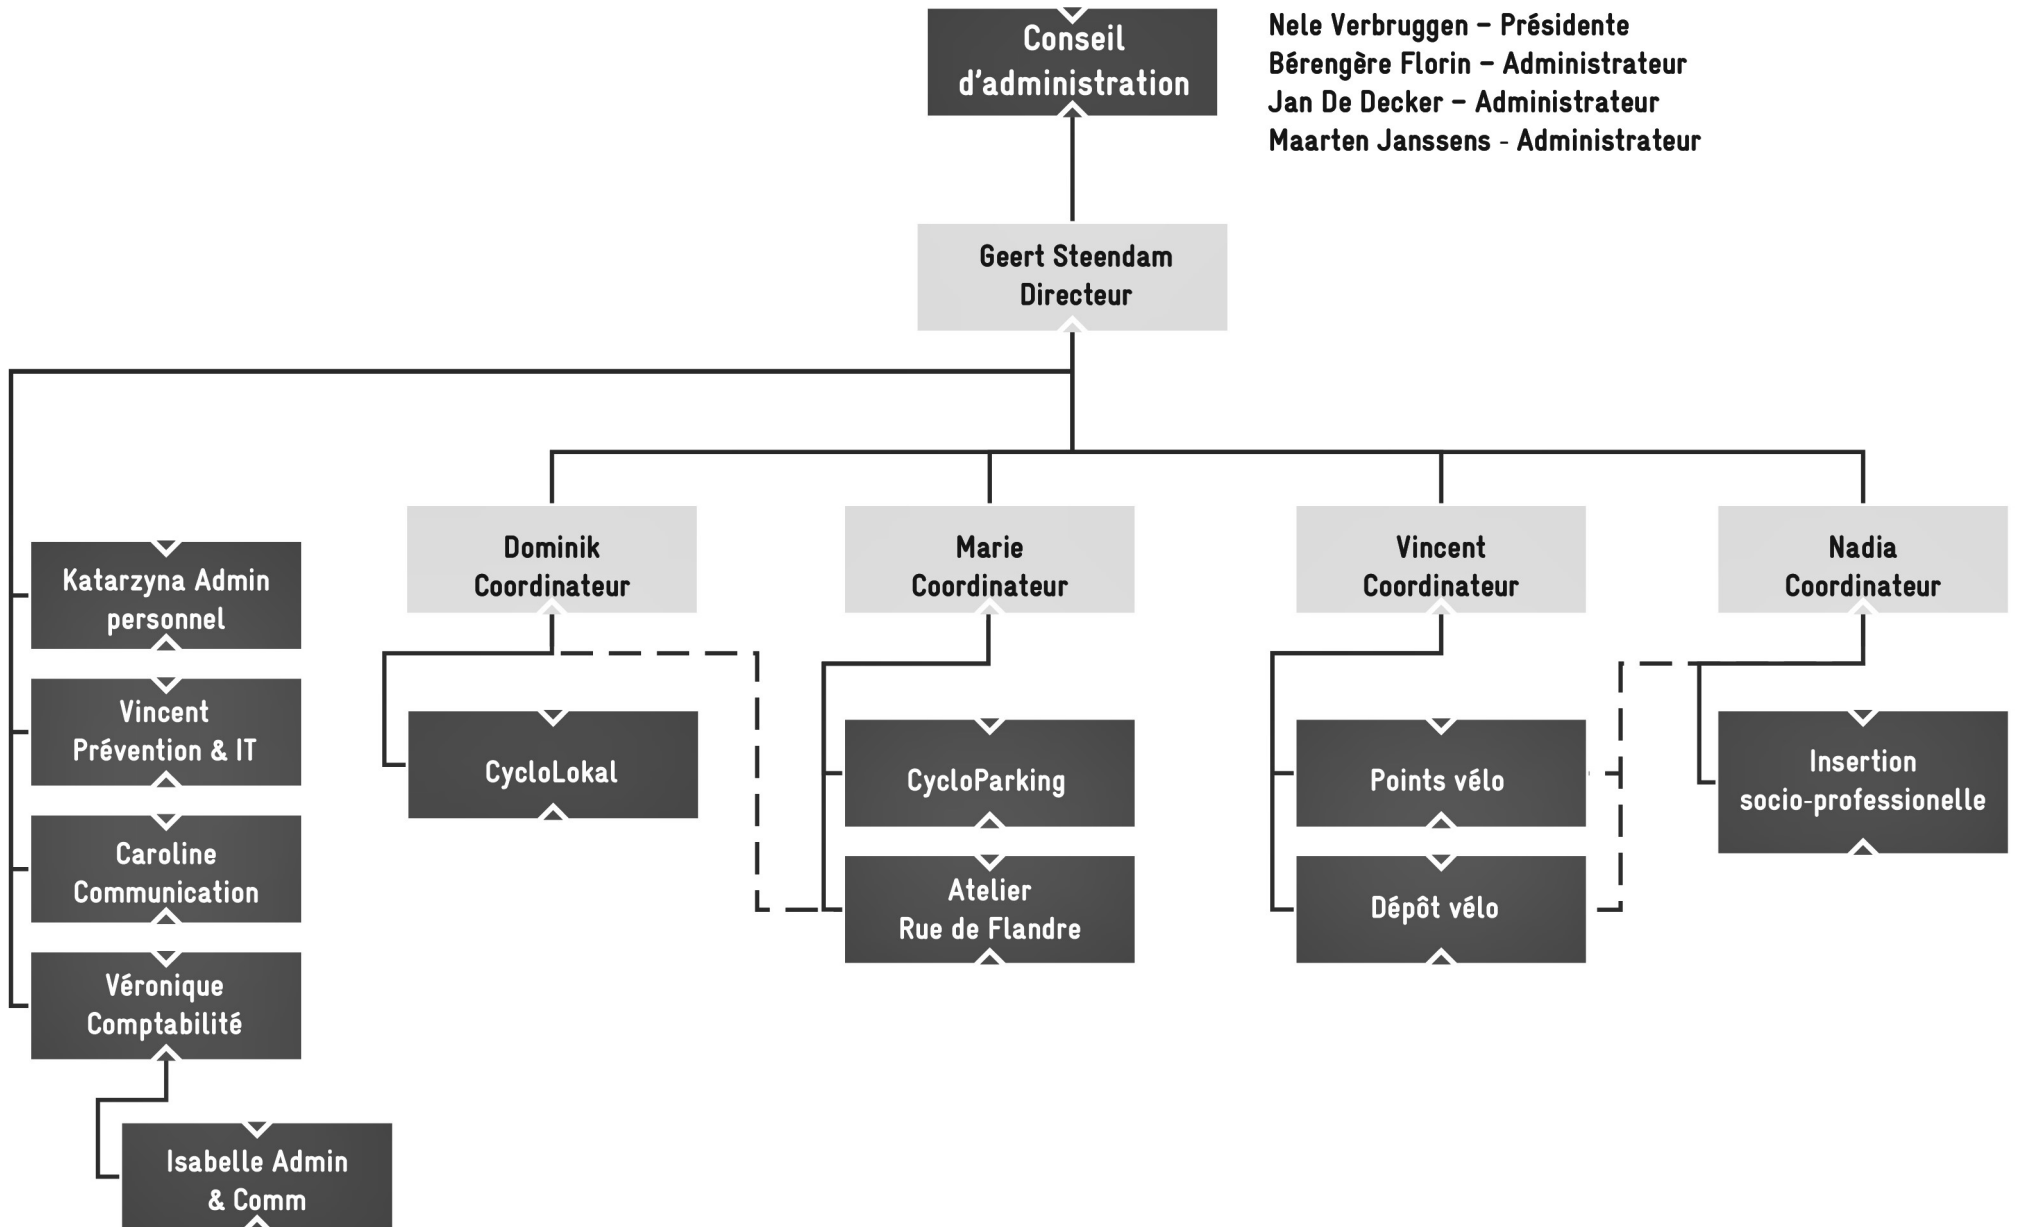 Conseil
d'administration
Nele Verbruggen – Présidente
Bérengère Florin – Administrateur
Jan De Decker – Administrateur
Maarten Janssens - Administrateur
Geert Steendam
Directeur
Dominik
Coordinateur
Marie
Coordinateur
Vincent
Coordinateur
Nadia
Coordinateur
Katarzyna Admin
personnel
Vincent
Prévention & IT
Caroline
Communication
Véronique
Comptabilité
Isabelle Admin
& Comm
CycloLokal
CycloParking
Atelier
Rue de Flandre
Points vélo
Dépôt vélo
Insertion
socio-professionelle